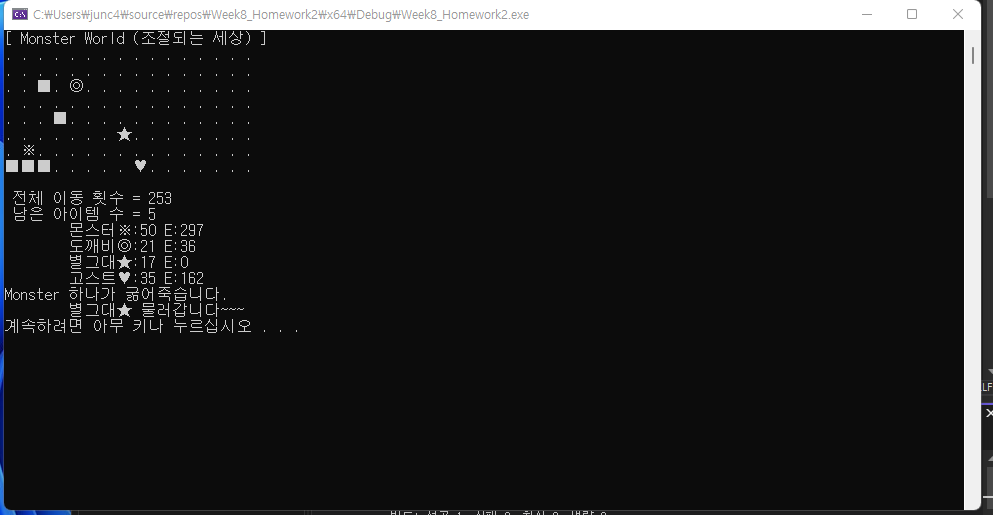 C:\Users\junc4\source\repos\Week8_Homework2\x64\Debug\Week8_Homework2.exe
[ Monster World (조절되는 세상) ]
. . . . . . . . . . . . . . . .
. . . . . . . . . . . . . . . .
. . ■. ◎. . . . . . . . . . .
. . . . . . . . . . . . . . . .
. . . ■. . . . . . . . . . . .
. . . . . . . ★. . . . . . . .
. ※. . . . . . . . . . . . . .
■■■. . . . . ♥. . . . . . .
전체 이동 횟수 = 253
남은 아이템 수 = 5
몬스터※:50 E:297
도깨비◎:21 E:36
별그대★:17 E:0
고스트♥:35 E:162
Monster 하나가 굶어죽습니다.
별그대★ 물러갑니다~~~
계속하려면 아무 키나 누르십시오 . . .
LF